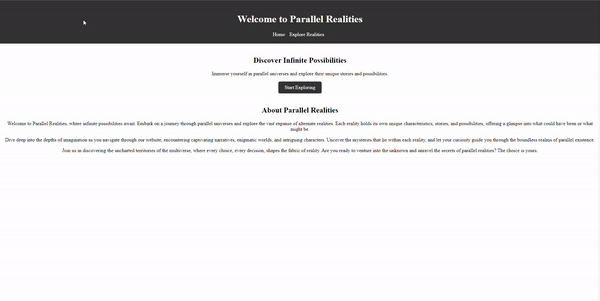 Welcome to Parallel Realities
Home Explore Realities
Discover Infinite Possibilities
Immerse yourself in parallel universes and explore their unique stories and possibilities.
Start Exploring
About Parallel Realities
Welcome to Parallel Realities, where infinite possibilities await. Embark on a journey through parallel universes and explore the vast expanse of alternate realities. Each reality holds its own unique characteristics, stories, and possibilities, offering a glimpse into what could have been or what
might be.
Dive deep into the depths of imagination as you navigate through our website, encountering captivating narratives, enigmatic worlds, and intriguing characters. Uncover the mysteries that lie within each reality, and let your curiosity guide you through the boundless realms of parallel existence.
Join us in discovering the uncharted territories of the multiverse, where every choice, every decision, shapes the fabric of reality. Are you ready to venture into the unknown and unravel the secrets of parallel realities? The choice is yours.